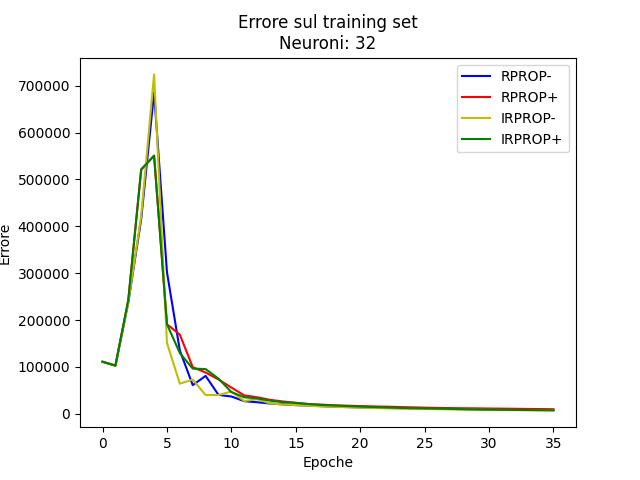 Errore sul training set
Neuroni: 32
RPROP-
RPROP+
IRPROP-
IRPROP+
700000
600000
500000
400000
300000
200000
100000
0
Errore
0 5 10 15 20 25 30 35
Epoche